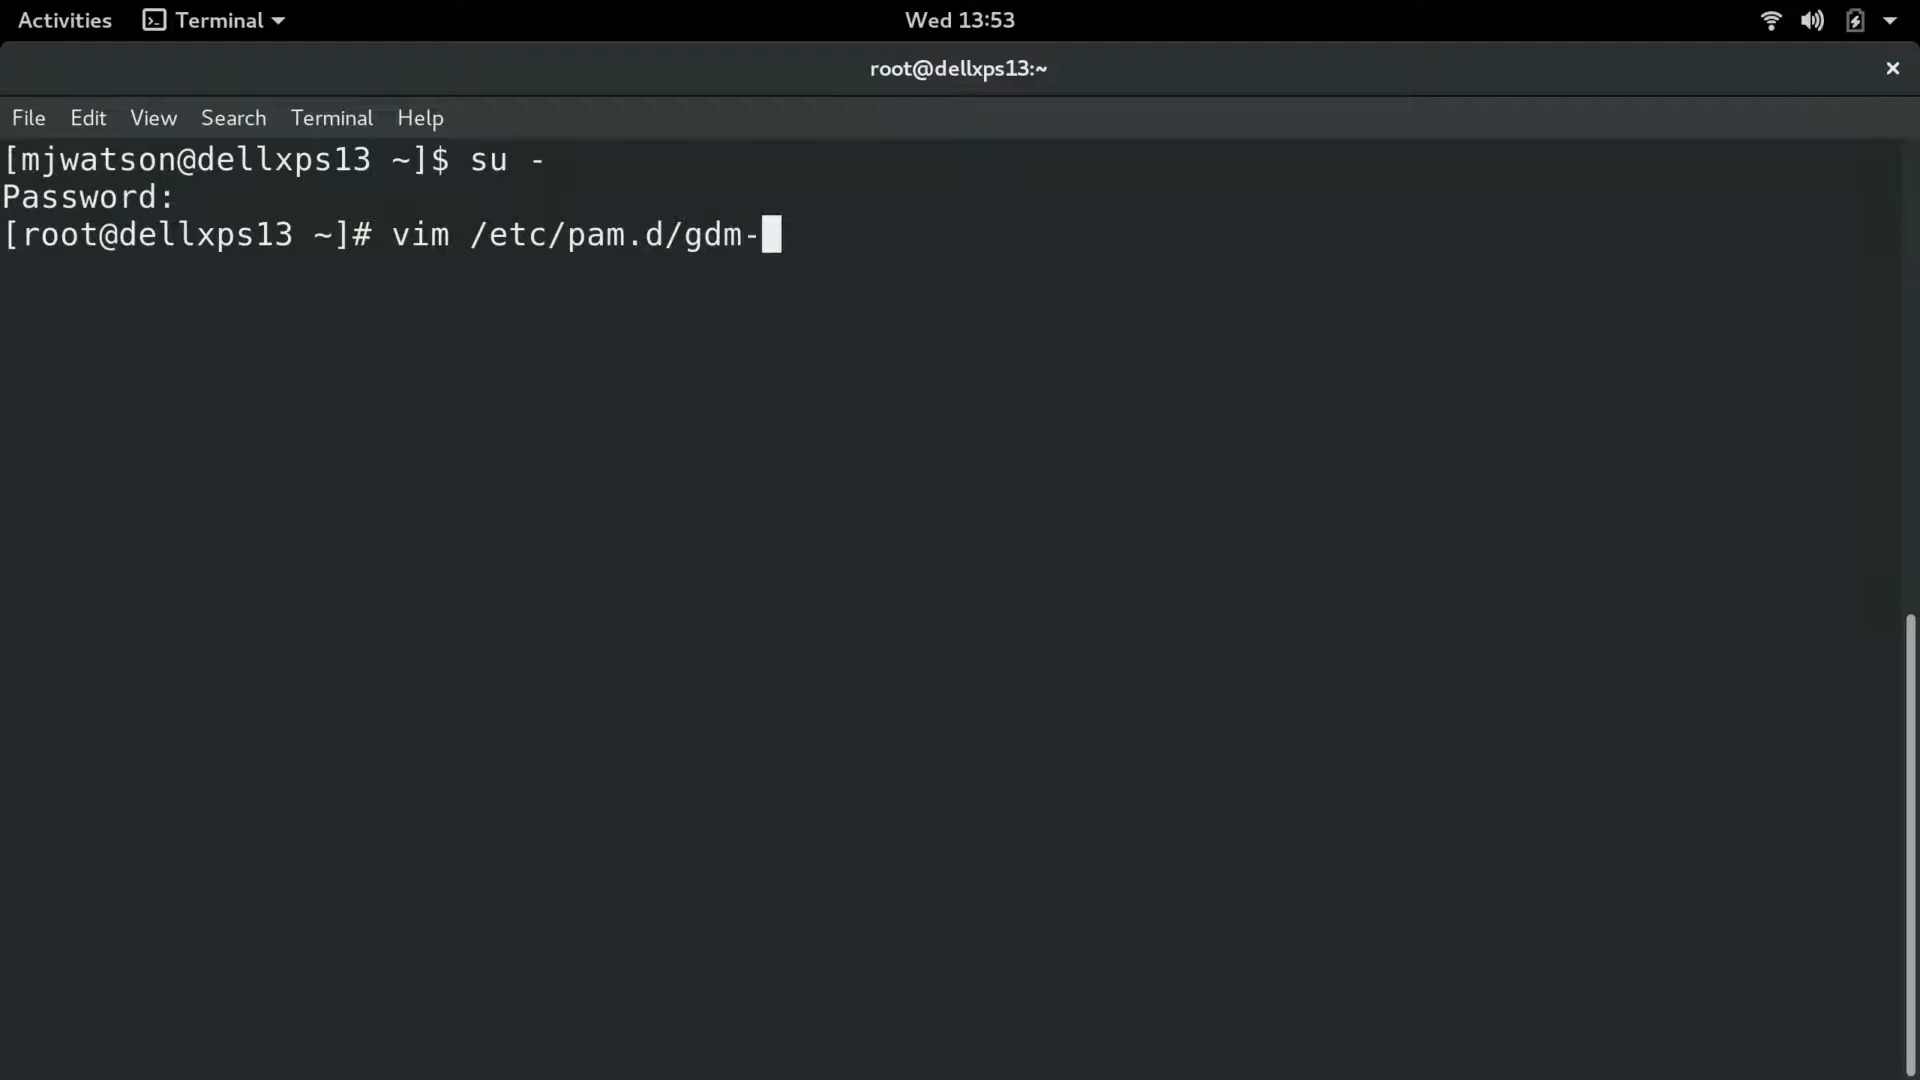 Activities Terminal Wed 13:53
root@dellxps13:~
File Edit View Search Terminal Help
[mjwatson@dellxps13 ~]$ su -
Password:
[root@dellxps13 ~]# vim /etc/pam.d/gdm-